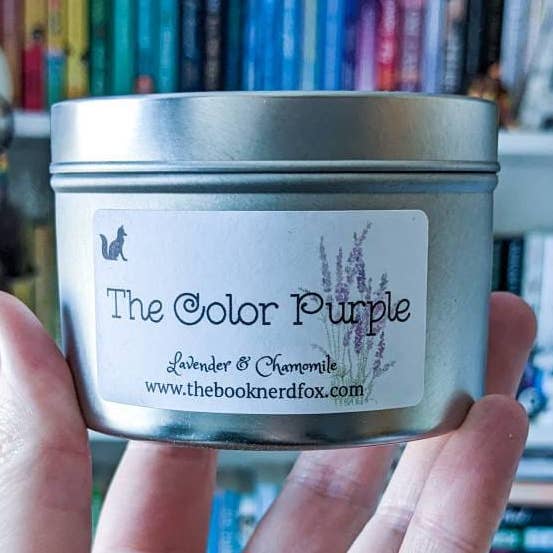 The Color Purple
Lavender & Chamomile
www.thebooknerdfox.com